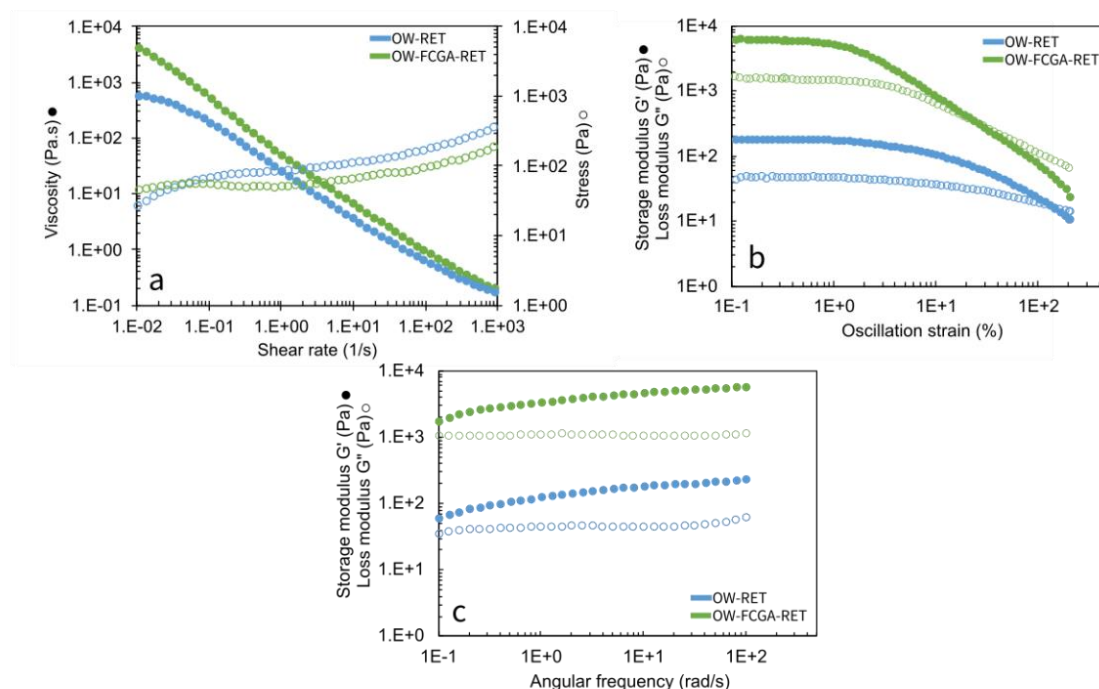 1.E+04
1.E+03
1.E+02
1.E+01
1.E+00
1.E-01
Viscosity (Pa.s) ●
OW-RET
OW-FCGA-RET
a
1.E+04
1.E+03
1.E+02
1.E+01
1.E+00
Stress (Pa) ○
1.E-02 1.E-01 1.E+00 1.E+01 1.E+02 1.E+03
Shear rate (1/s)
Storage modulus G' (Pa) ●
Loss modulus G" (Pa) ○
1.E+4
1.E+3
1.E+2
1.E+1
1E+0
OW-RET
OW-FCGA-RET
b
1E-1 1E+0 1E+1 1E+2
Oscillation strain (%)
Storage modulus G' (Pa) ●
Loss modulus G" (Pa) ○
1.E+4
1.E+3
1.E+2
1.E+1
1.E+0
c
OW-RET
OW-FCGA-RET
1E-1 1E+0 1E+1 1E+2
Angular frequency (rad/s)